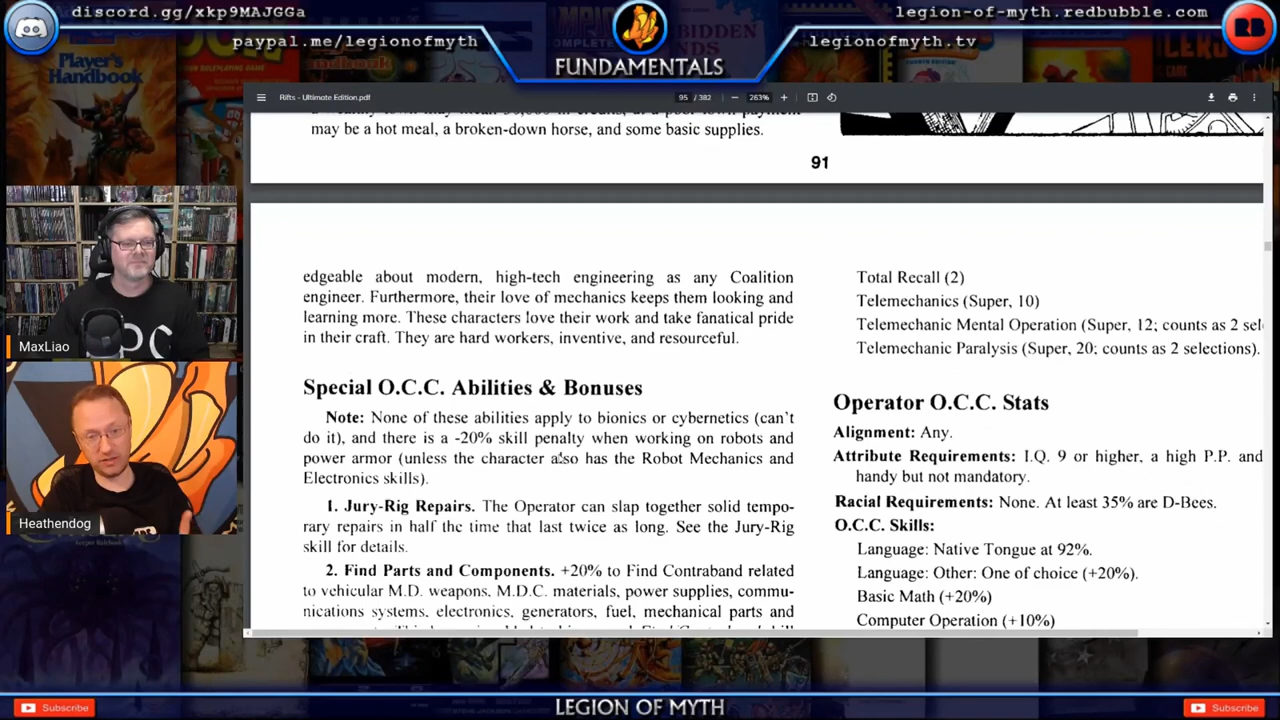 discord.gg/xkp9MAJGGa
paypal.me/legionofmyth
FUNDAMENTALS
legion-of-myth.redbubble.com
legionofmyth.tv
RB
Player's
Handbook
Rifts - Ultimate Edition.pdf
95 / 382
263%
may be a hot meal, a broken-down horse, and some basic supplies.
91
edgeable about modern, high-tech engineering as any Coalition
engineer. Furthermore, their love of mechanics keeps them looking and
learning more. These characters love their work and take fanatical pride
in their craft. They are hard workers, inventive, and resourceful.
Special O.C.C. Abilities & Bonuses
Note: None of these abilities apply to bionics or cybernetics (can't
do it), and there is a -20% skill penalty when working on robots and
power armor (unless the character also has the Robot Mechanics and
Electronics skills).
1. Jury-Rig Repairs. The Operator can slap together solid tempo-
rary repairs in half the time that last twice as long. See the Jury-Rig
skill for details.
2. Find Parts and Components. +20% to Find Contraband related
to vehicular M.D. weapons, M.D.C. materials, power supplies, commu-
nications systems, electronics, generators, fuel, mechanical parts and
Total Recall (2)
Telemechanics (Super, 10)
Telemechanic Mental Operation (Super, 12; counts as 2 sel
Telemechanic Paralysis (Super, 20; counts as 2 selections).
Operator O.C.C. Stats
Alignment: Any.
Attribute Requirements: I.Q. 9 or higher, a high P.P. and
handy but not mandatory.
Racial Requirements: None. At least 35% are D-Bees.
O.C.C. Skills:
Language: Native Tongue at 92%.
Language: Other: One of choice (+20%).
Basic Math (+20%)
Computer Operation (+10%)
MaxLiao
Heathendog
Subscribe
LEGION OF MYTH
Subscribe